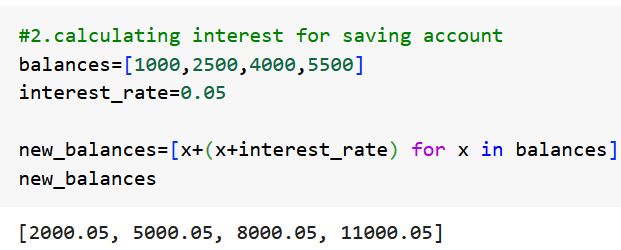 #2.calculating interest for saving account
balances=[1000,2500,4000,5500]
interest_rate=0.05
new_balances=[x+(x+interest_rate) for x in balances]
new_balances
[2000.05, 5000.05, 8000.05, 11000.05]